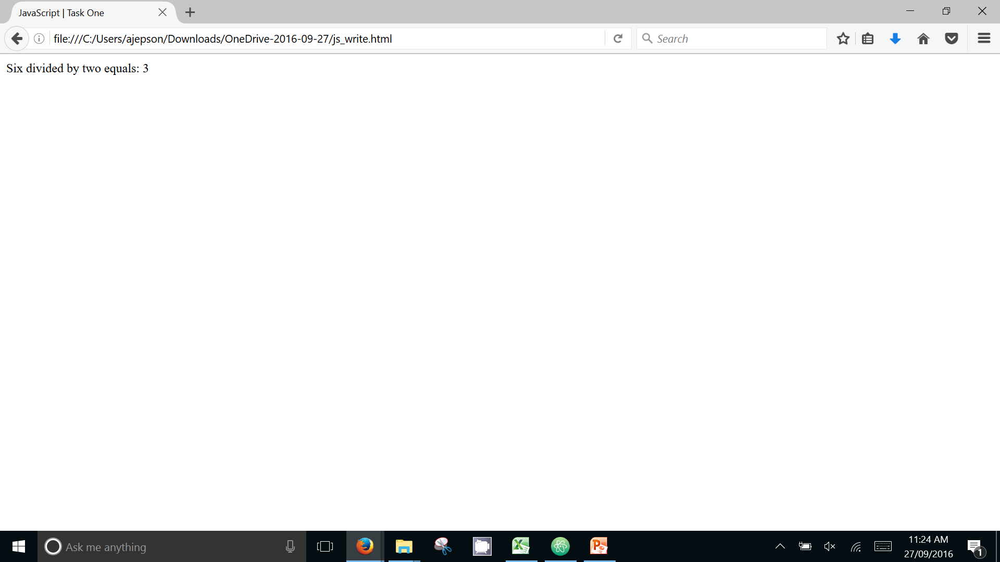 JavaScript | Task One
file:///C:/Users/ajepson/Downloads/OneDrive-2016-09-27/js_write.html
Search
Six divided by two equals: 3
Ask me anything
11:24 AM
27/09/2016
1